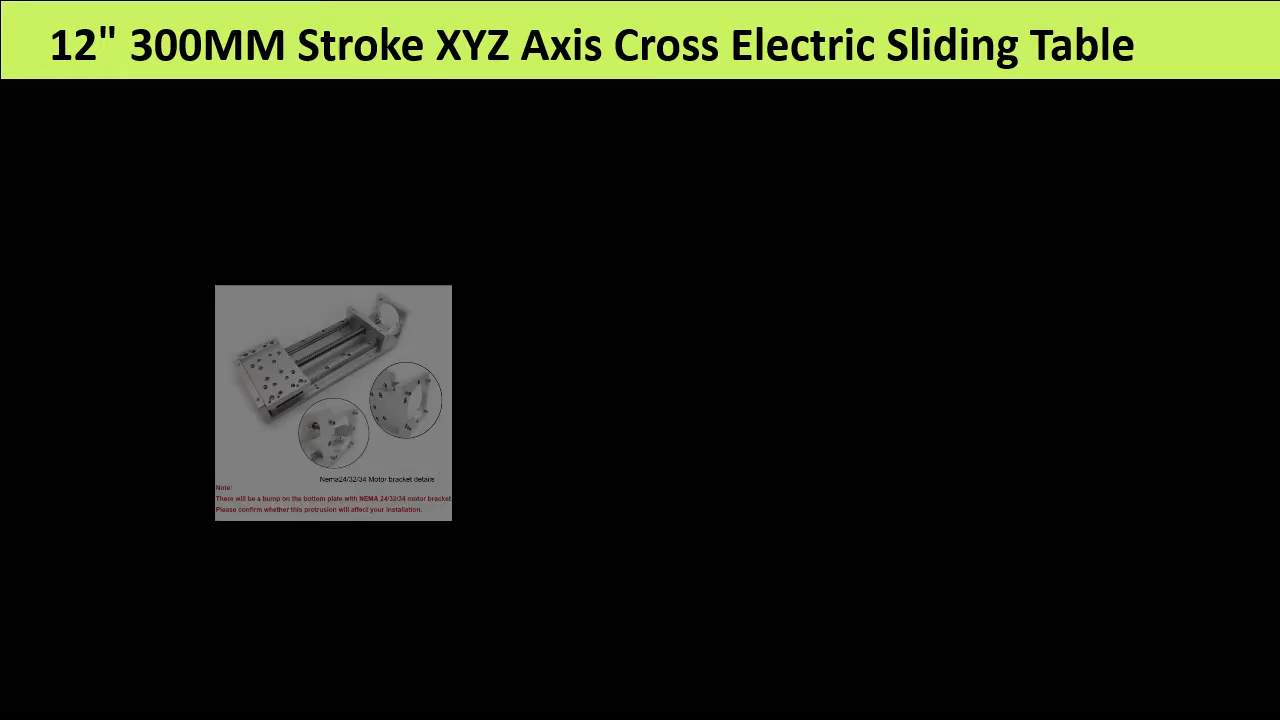 12" 300MM Stroke XYZ Axis Cross Electric Sliding Table
Nema24/32/34 Motor bracket details
Note:
There will be a bump on the bottom plate with NEMA 24/32/34 motor bracket
Please confirm whether this protrusion will affect your installation.